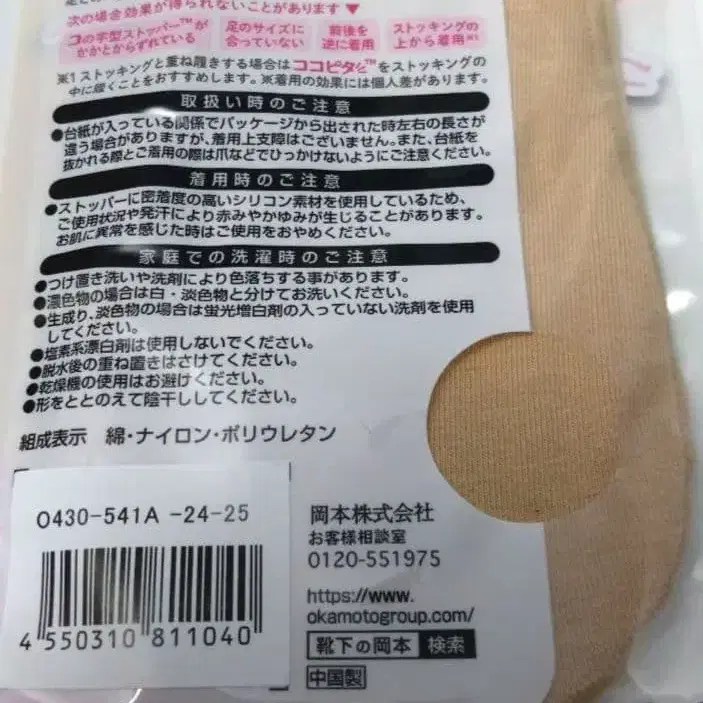 次の場合効果が得られないことがあります▼
コの字型ストッパー™が
かかとからずれている
足のサイズに
合っていない
前後を
逆に着用
ストッキングの
上から着用※1
※1 ストッキングと重ね履きする場合はココピタッ™をストッキングの
中に履くことをおすすめします。※着用の効果には個人差があります。
取扱い時のご注意
●台紙が入っている関係でパッケージから出された時左右の長さが
違う場合がありますが、着用上支障はございません。また、台紙を
抜かれる際とご着用の際は爪などでひっかけないようにご注意ください。
着用時のご注意
●ストッパーに密着度の高いシリコン素材を使用しているため、
ご使用状況や発汗により赤みやかゆみが生じることがあります。
お肌に異常を感じた時はご使用をおやめください。
家庭での洗濯時のご注意
●つけ置き洗いや洗剤により色落ちする事があります。
●濃色物の場合は白・淡色物と分けてお洗いください。
●生成り、淡色物の場合は蛍光増白剤の入っていない洗剤を使用
してください。
●塩素系漂白剤は使用しないでください。
●脱水後の重ね置きはさけてください。
●乾燥機の使用はお避けください。
●形をととのえて陰干ししてください。
組成表示 綿・ナイロン・ポリウレタン
0430-541A -24-25
4 550310 811040
岡本株式会社
お客様相談室
0120-551975
https://www.
okamotogroup.com/
靴下の岡本 検索
中国製